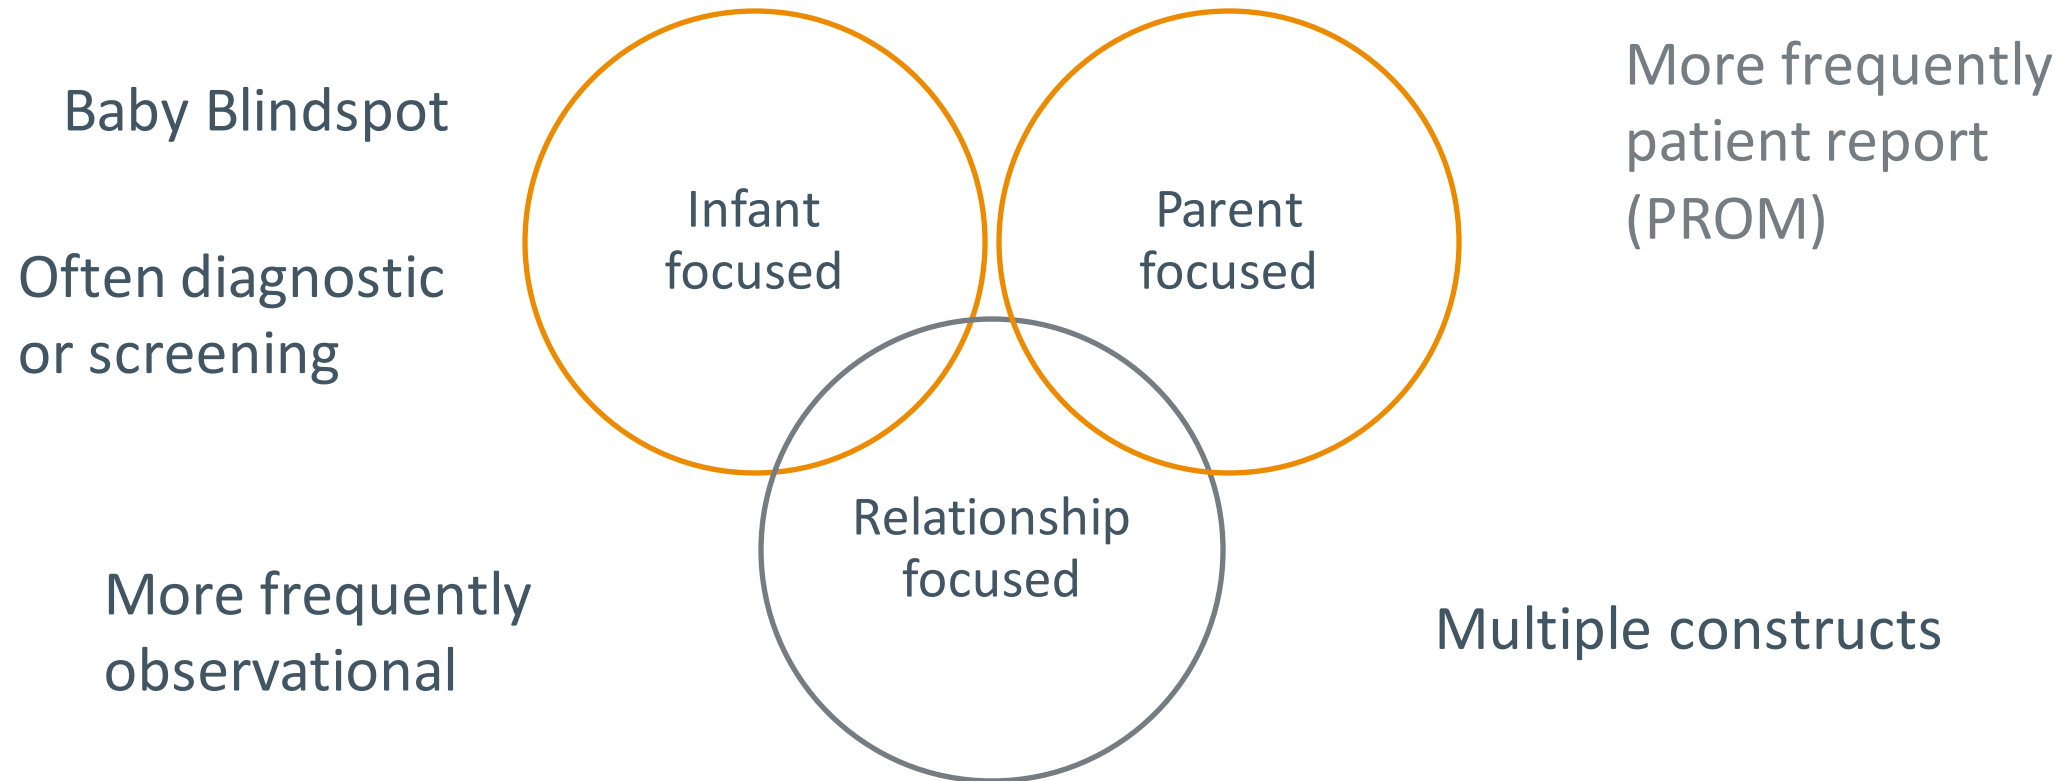 Baby Blindspot
Often diagnostic
or screening
Infant
focused
Parent
focused
More frequently
patient report
(PROM)
Relationship
focused
More frequently
observational
Multiple constructs